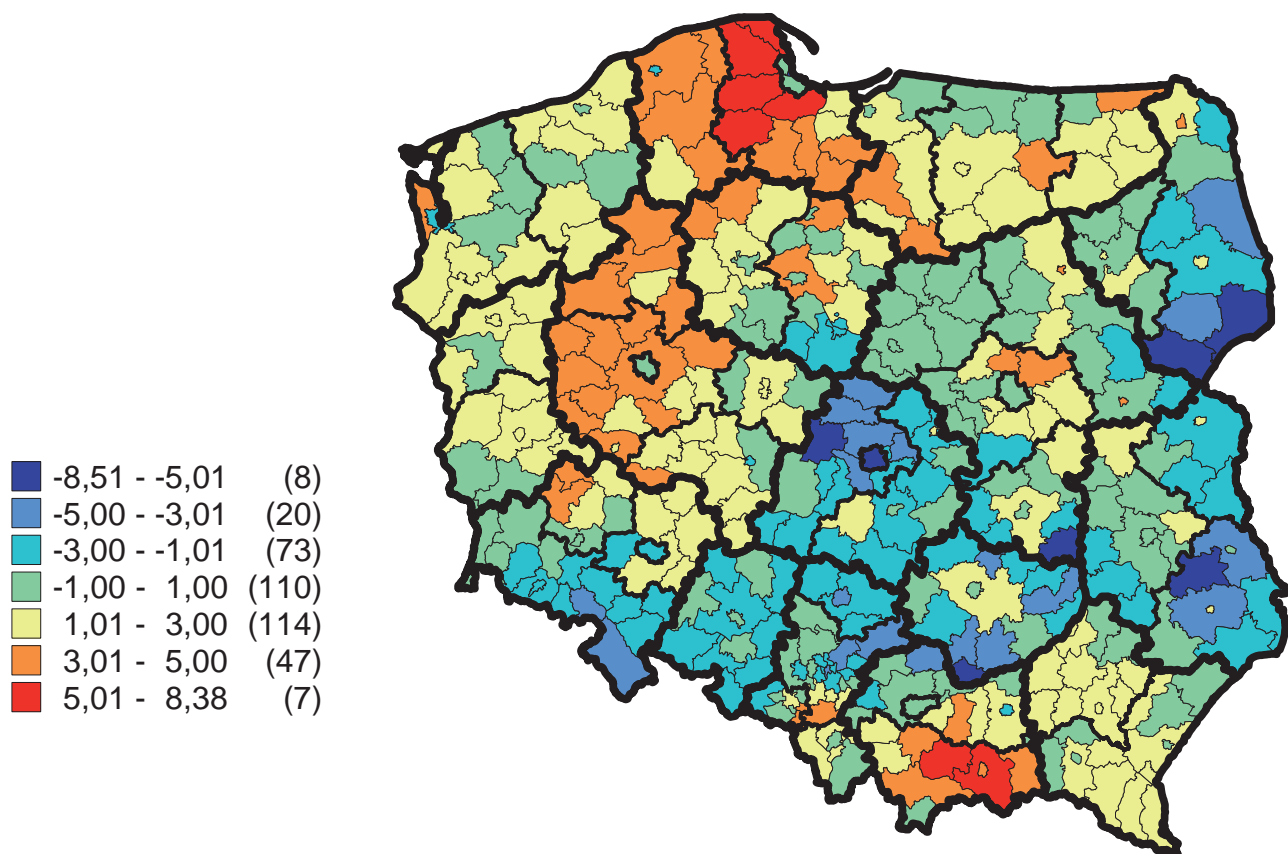 -8,51 - -5,01 (8)
-5,00 - -3,01 (20)
-3,00 - -1,01 (73)
-1,00 - 1,00 (110)
1,01 - 3,00 (114)
3,01 - 5,00 (47)
5,01 - 8,38 (7)